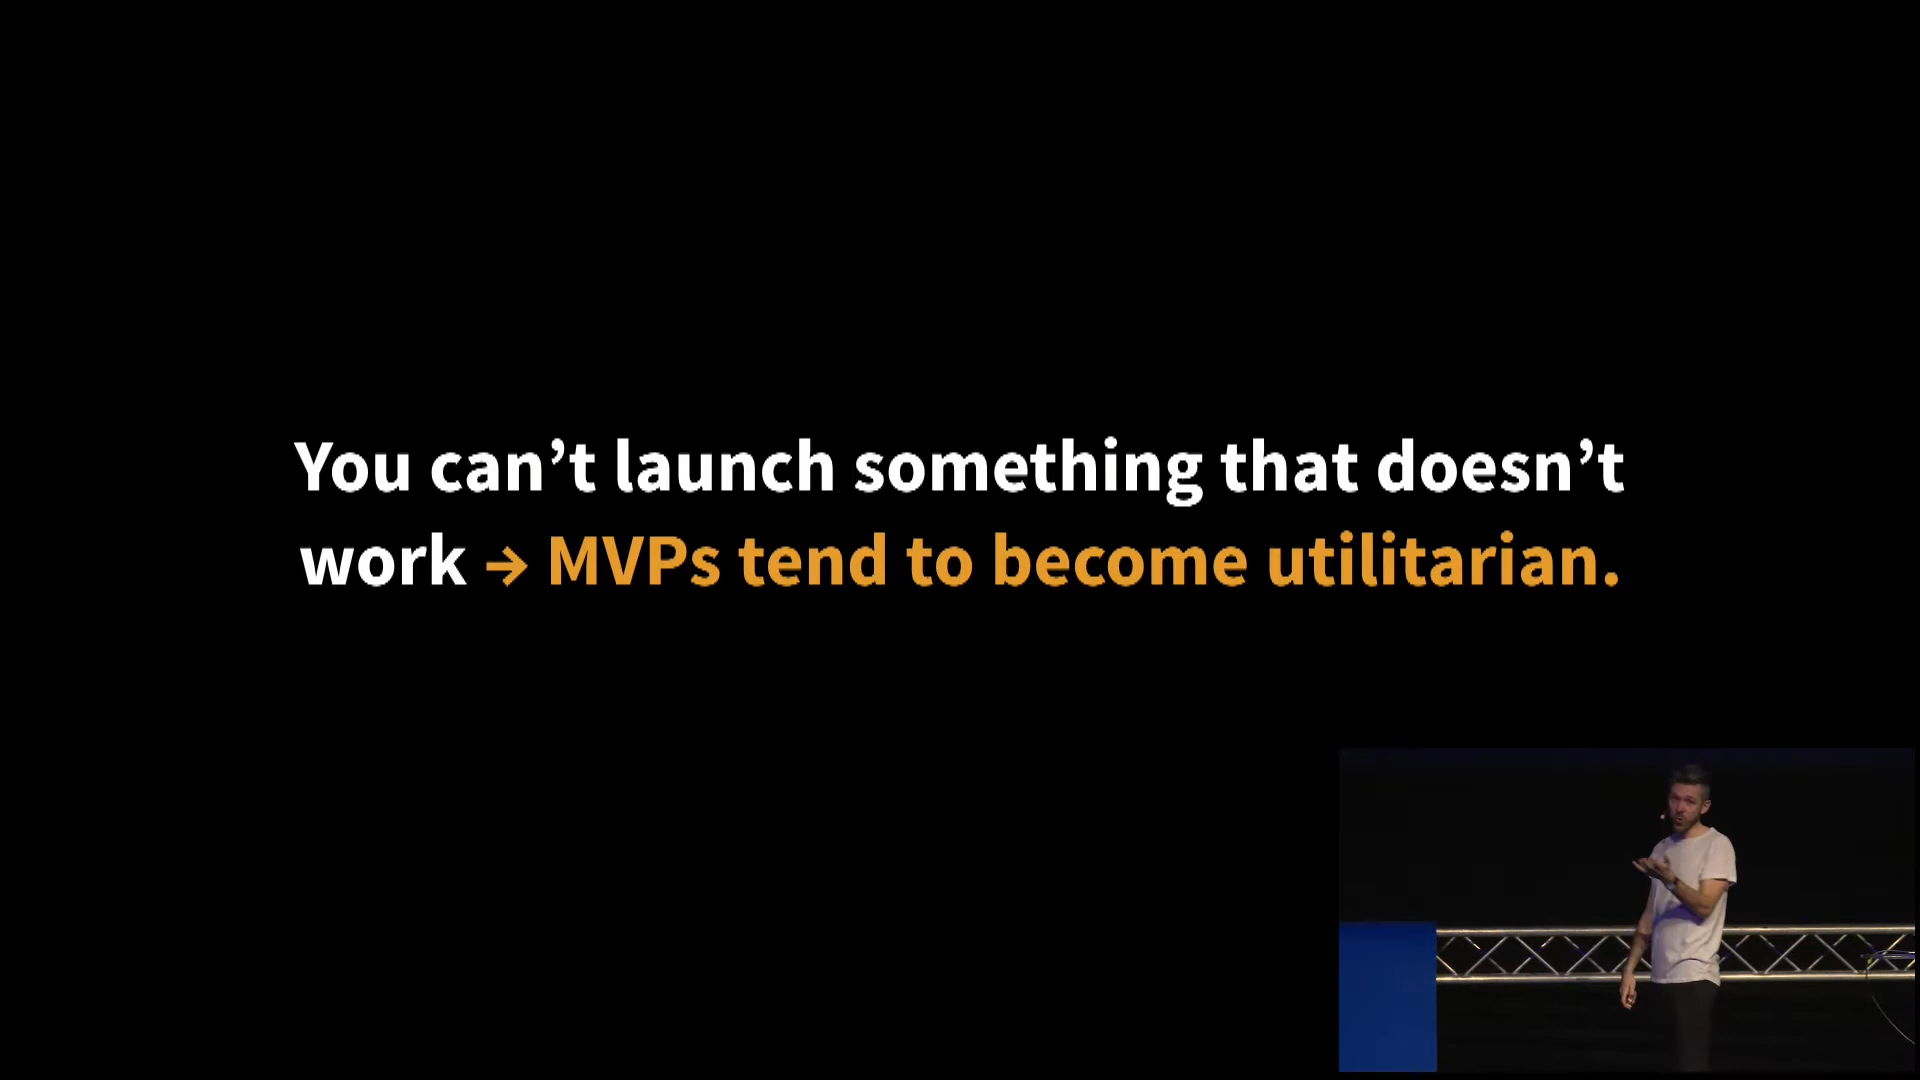 You can’t launch something that doesn’t
work → MVPs tend to become utilitarian.